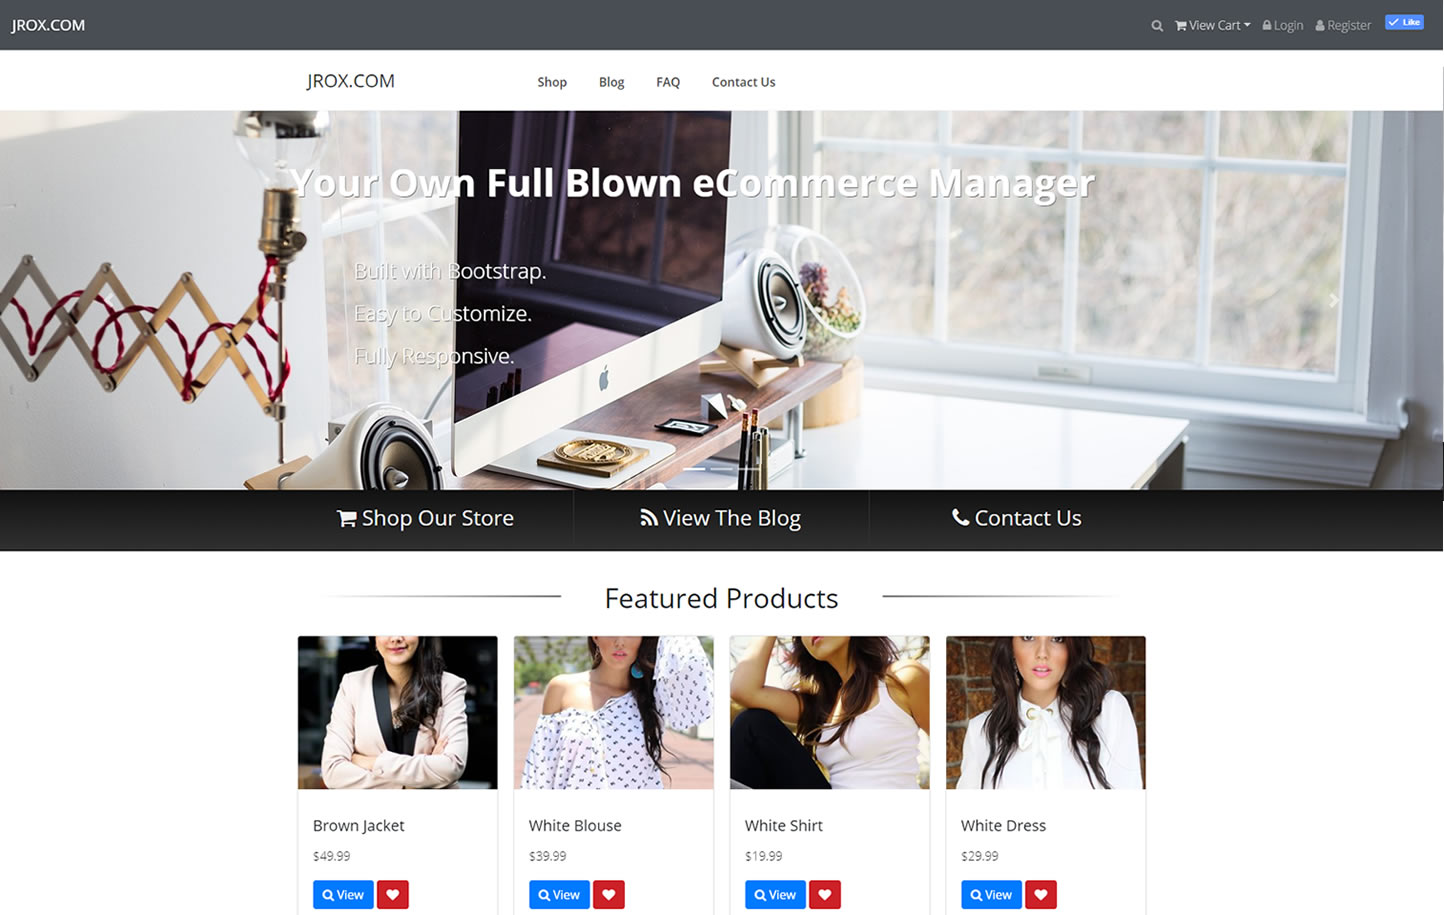 JROX.COM
View Cart Login Register Like
JROX.COM
Shop Blog FAQ Contact Us
Your Own Full Blown eCommerce Manager
Built with Bootstrap.
Easy to Customize.
Fully Responsive.
Shop Our Store View The Blog Contact Us
Featured Products
Brown Jacket White Blouse White Shirt White Dress
$49.99 $39.99 $19.99 $29.99
View View View View